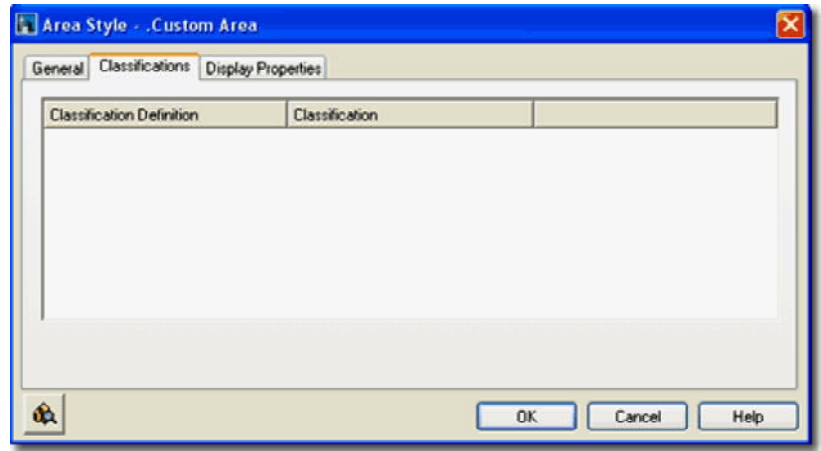 Area Style - .Custom Area
General Classifications Display Properties
Classification Definition Classification
OK Cancel Help